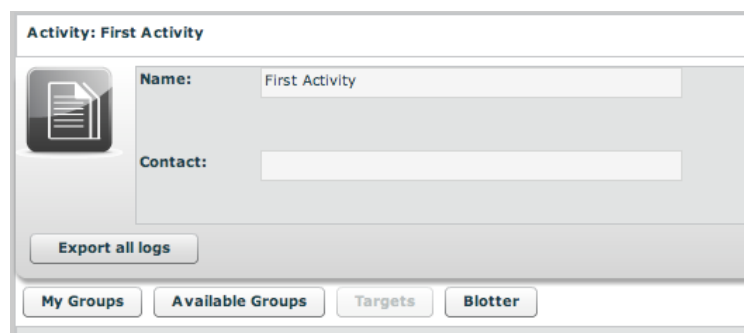 Activity: First Activity
Name: First Activity
Contact:
Export all logs
My Groups Available Groups Targets Blotter